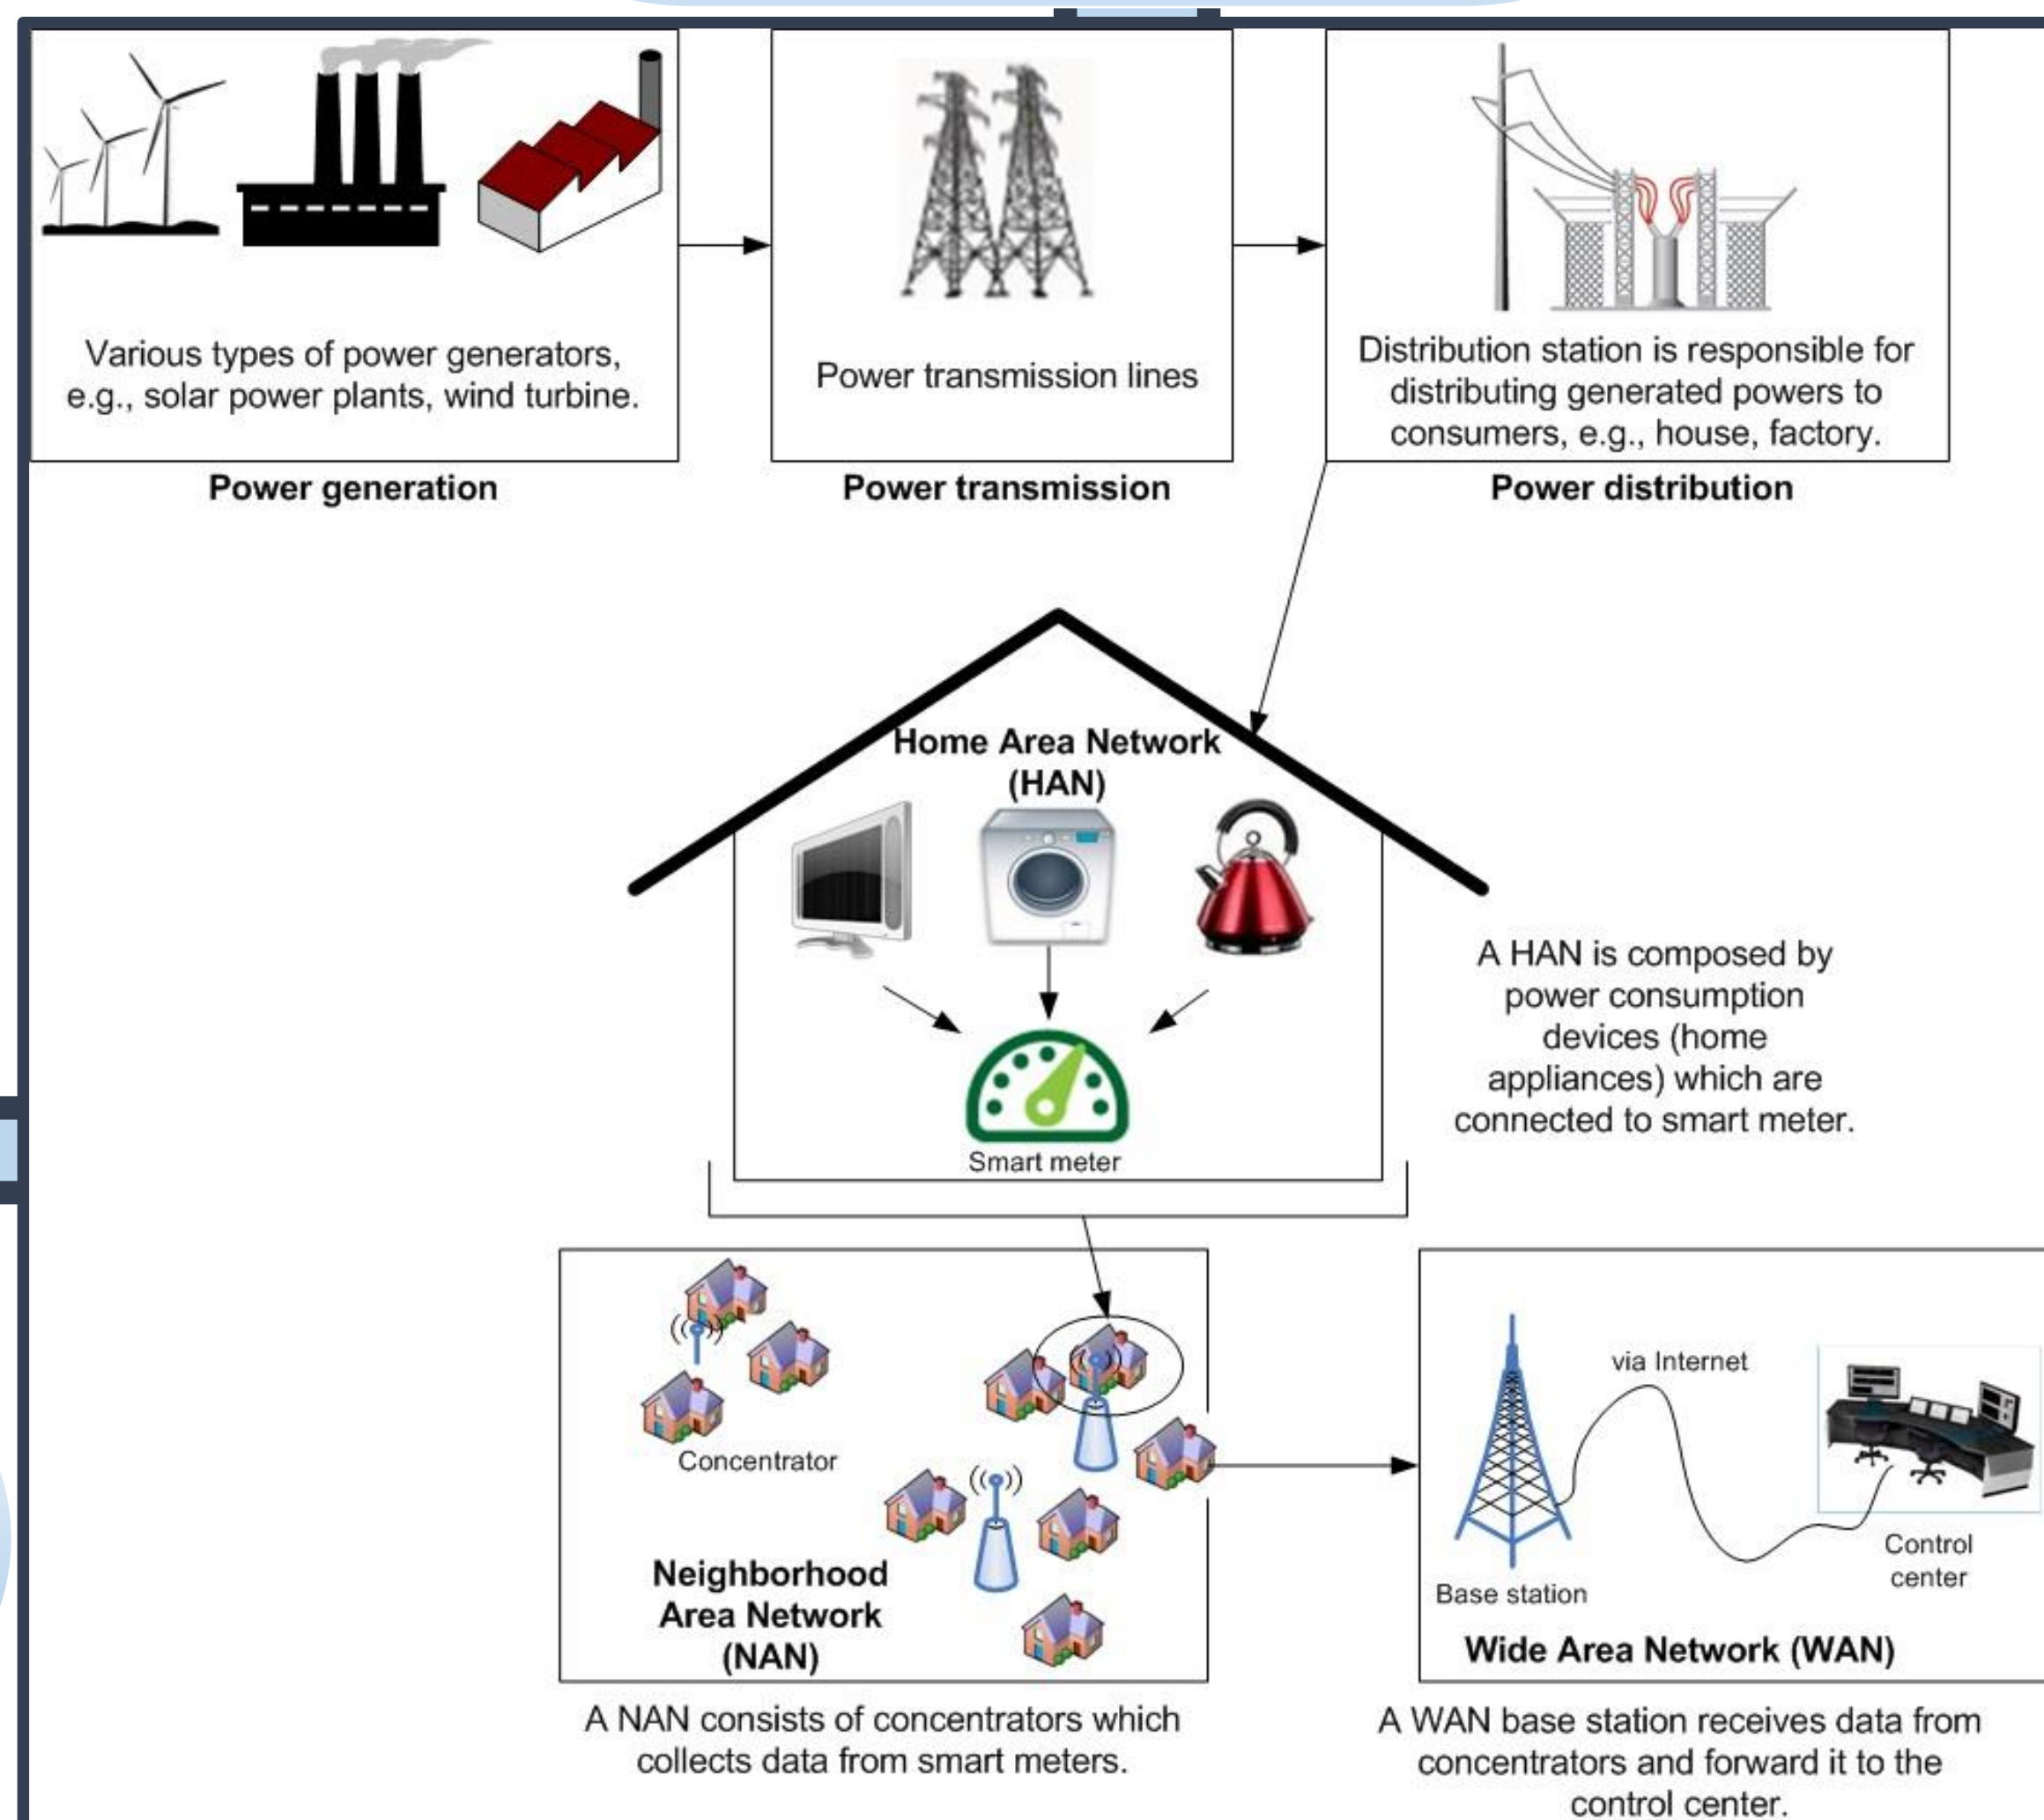 Various types of power generators,
e.g., solar power plants, wind turbine.
Power generation
Power transmission lines
Power transmission
Distribution station is responsible for
distributing generated powers to
consumers, e.g., house, factory.
Power distribution
Home Area Network
(HAN)
Smart meter
A HAN is composed by
power consumption
devices (home
appliances) which are
connected to smart meter.
Concentrator
Neighborhood
Area Network
(NAN)
A NAN consists of concentrators which
collects data from smart meters.
via Internet
Control
center
Base station
Wide Area Network (WAN)
A WAN base station receives data from
concentrators and forward it to the
control center.